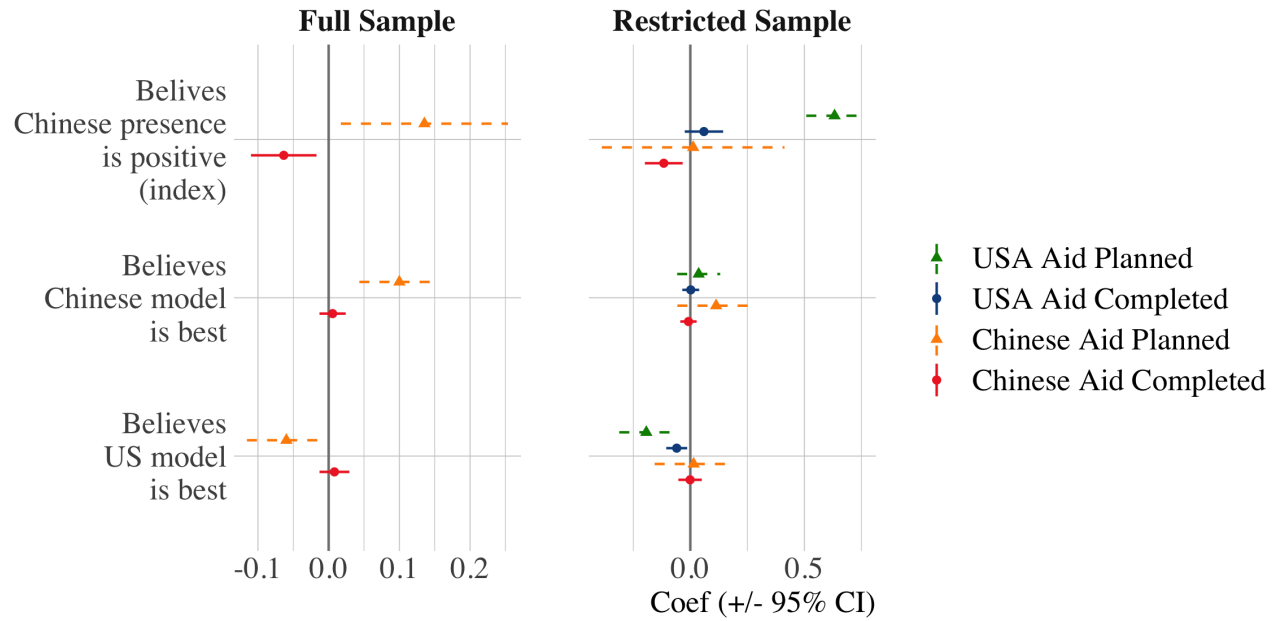 Full Sample
Restricted Sample
Belives
Chinese presence
is positive
(index)
Believes
Chinese model
is best
Believes
US model
is best
-0.1 0.0 0.1 0.2
0.0 0.5
Coef (+/- 95% CI)
USA Aid Planned
USA Aid Completed
Chinese Aid Planned
Chinese Aid Completed